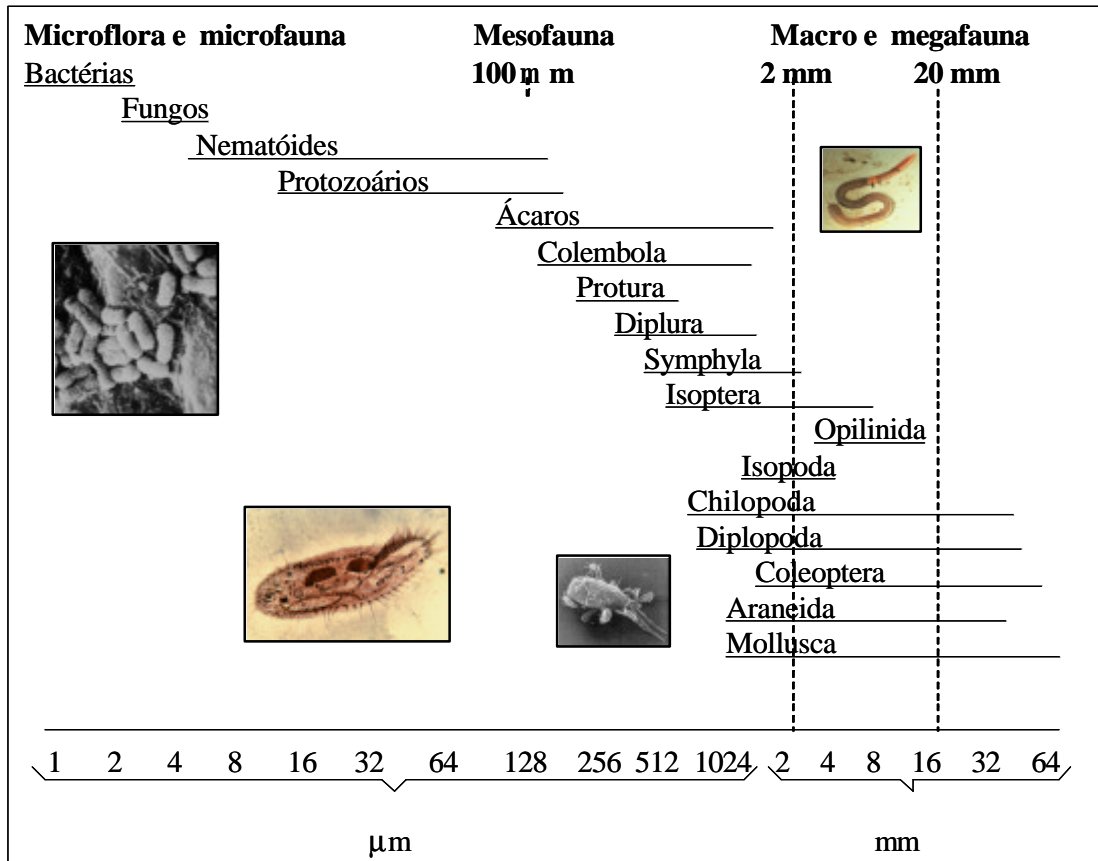 Microflora e microfauna Mesofauna Macro e megafauna
Bactérias 100 m m 2 mm 20 mm
Fungos
Nematóides
Protozoários
Ácaros
Colembola
Protura
Diplura
Symphyla
Isoptera
Opilinida
Isopoda
Chilopoda
Diplopoda
Coleoptera
Araneida
Mollusca
1 2 4 8 16 32 64 128 256 512 1024 2 4 8 16 32 64
µm mm